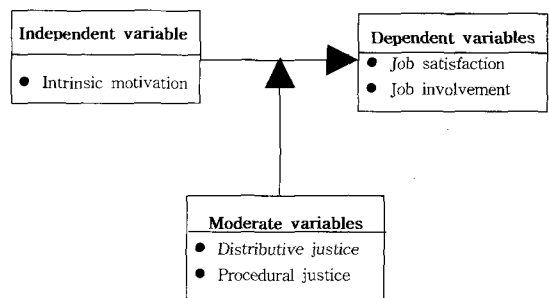 Independent variable
● Intrinsic motivation
Dependent variables
● Job satisfaction
● Job involvement
Moderate variables
● Distributive justice
● Procedural justice